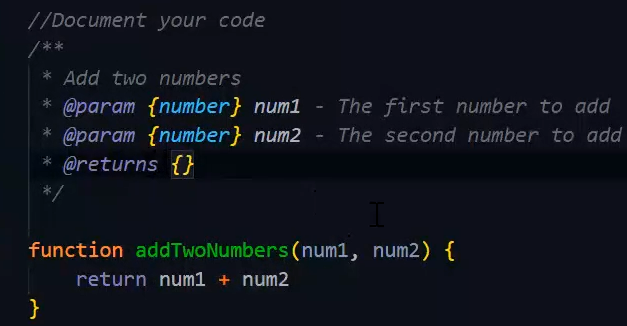 //Document your code
/**
 * Add two numbers
 * @param {number} num1 - The first number to add
 * @param {number} num2 - The second number to add
 * @returns {}
 */
function addTwoNumbers(num1, num2) {
    return num1 + num2
}